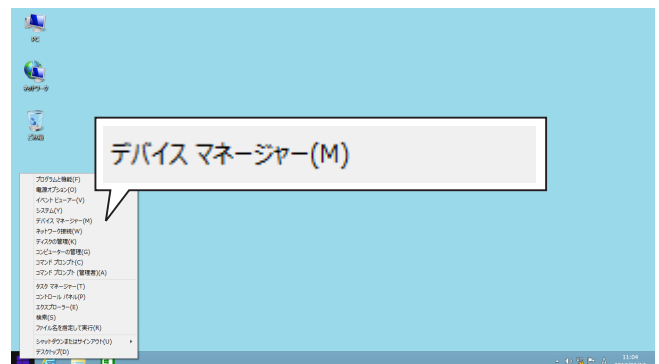 PC
ネットワーク
ごみ箱
デバイス マネージャー(M)
プログラムと機能(F)
電源オプション(O)
イベント ビューアー(V)
システム(Y)
デバイス マネージャー(M)
ネットワーク接続(W)
ディスクの管理(K)
コンピューターの管理(G)
コマンド プロンプト(C)
コマンド プロンプト (管理者)(A)
タスク マネージャー(T)
コントロール パネル(P)
エクスプローラー(E)
検索(S)
ファイル名を指定して実行(R)
シャットダウンまたはサインアウト(U)
デスクトップ(D)
11:04